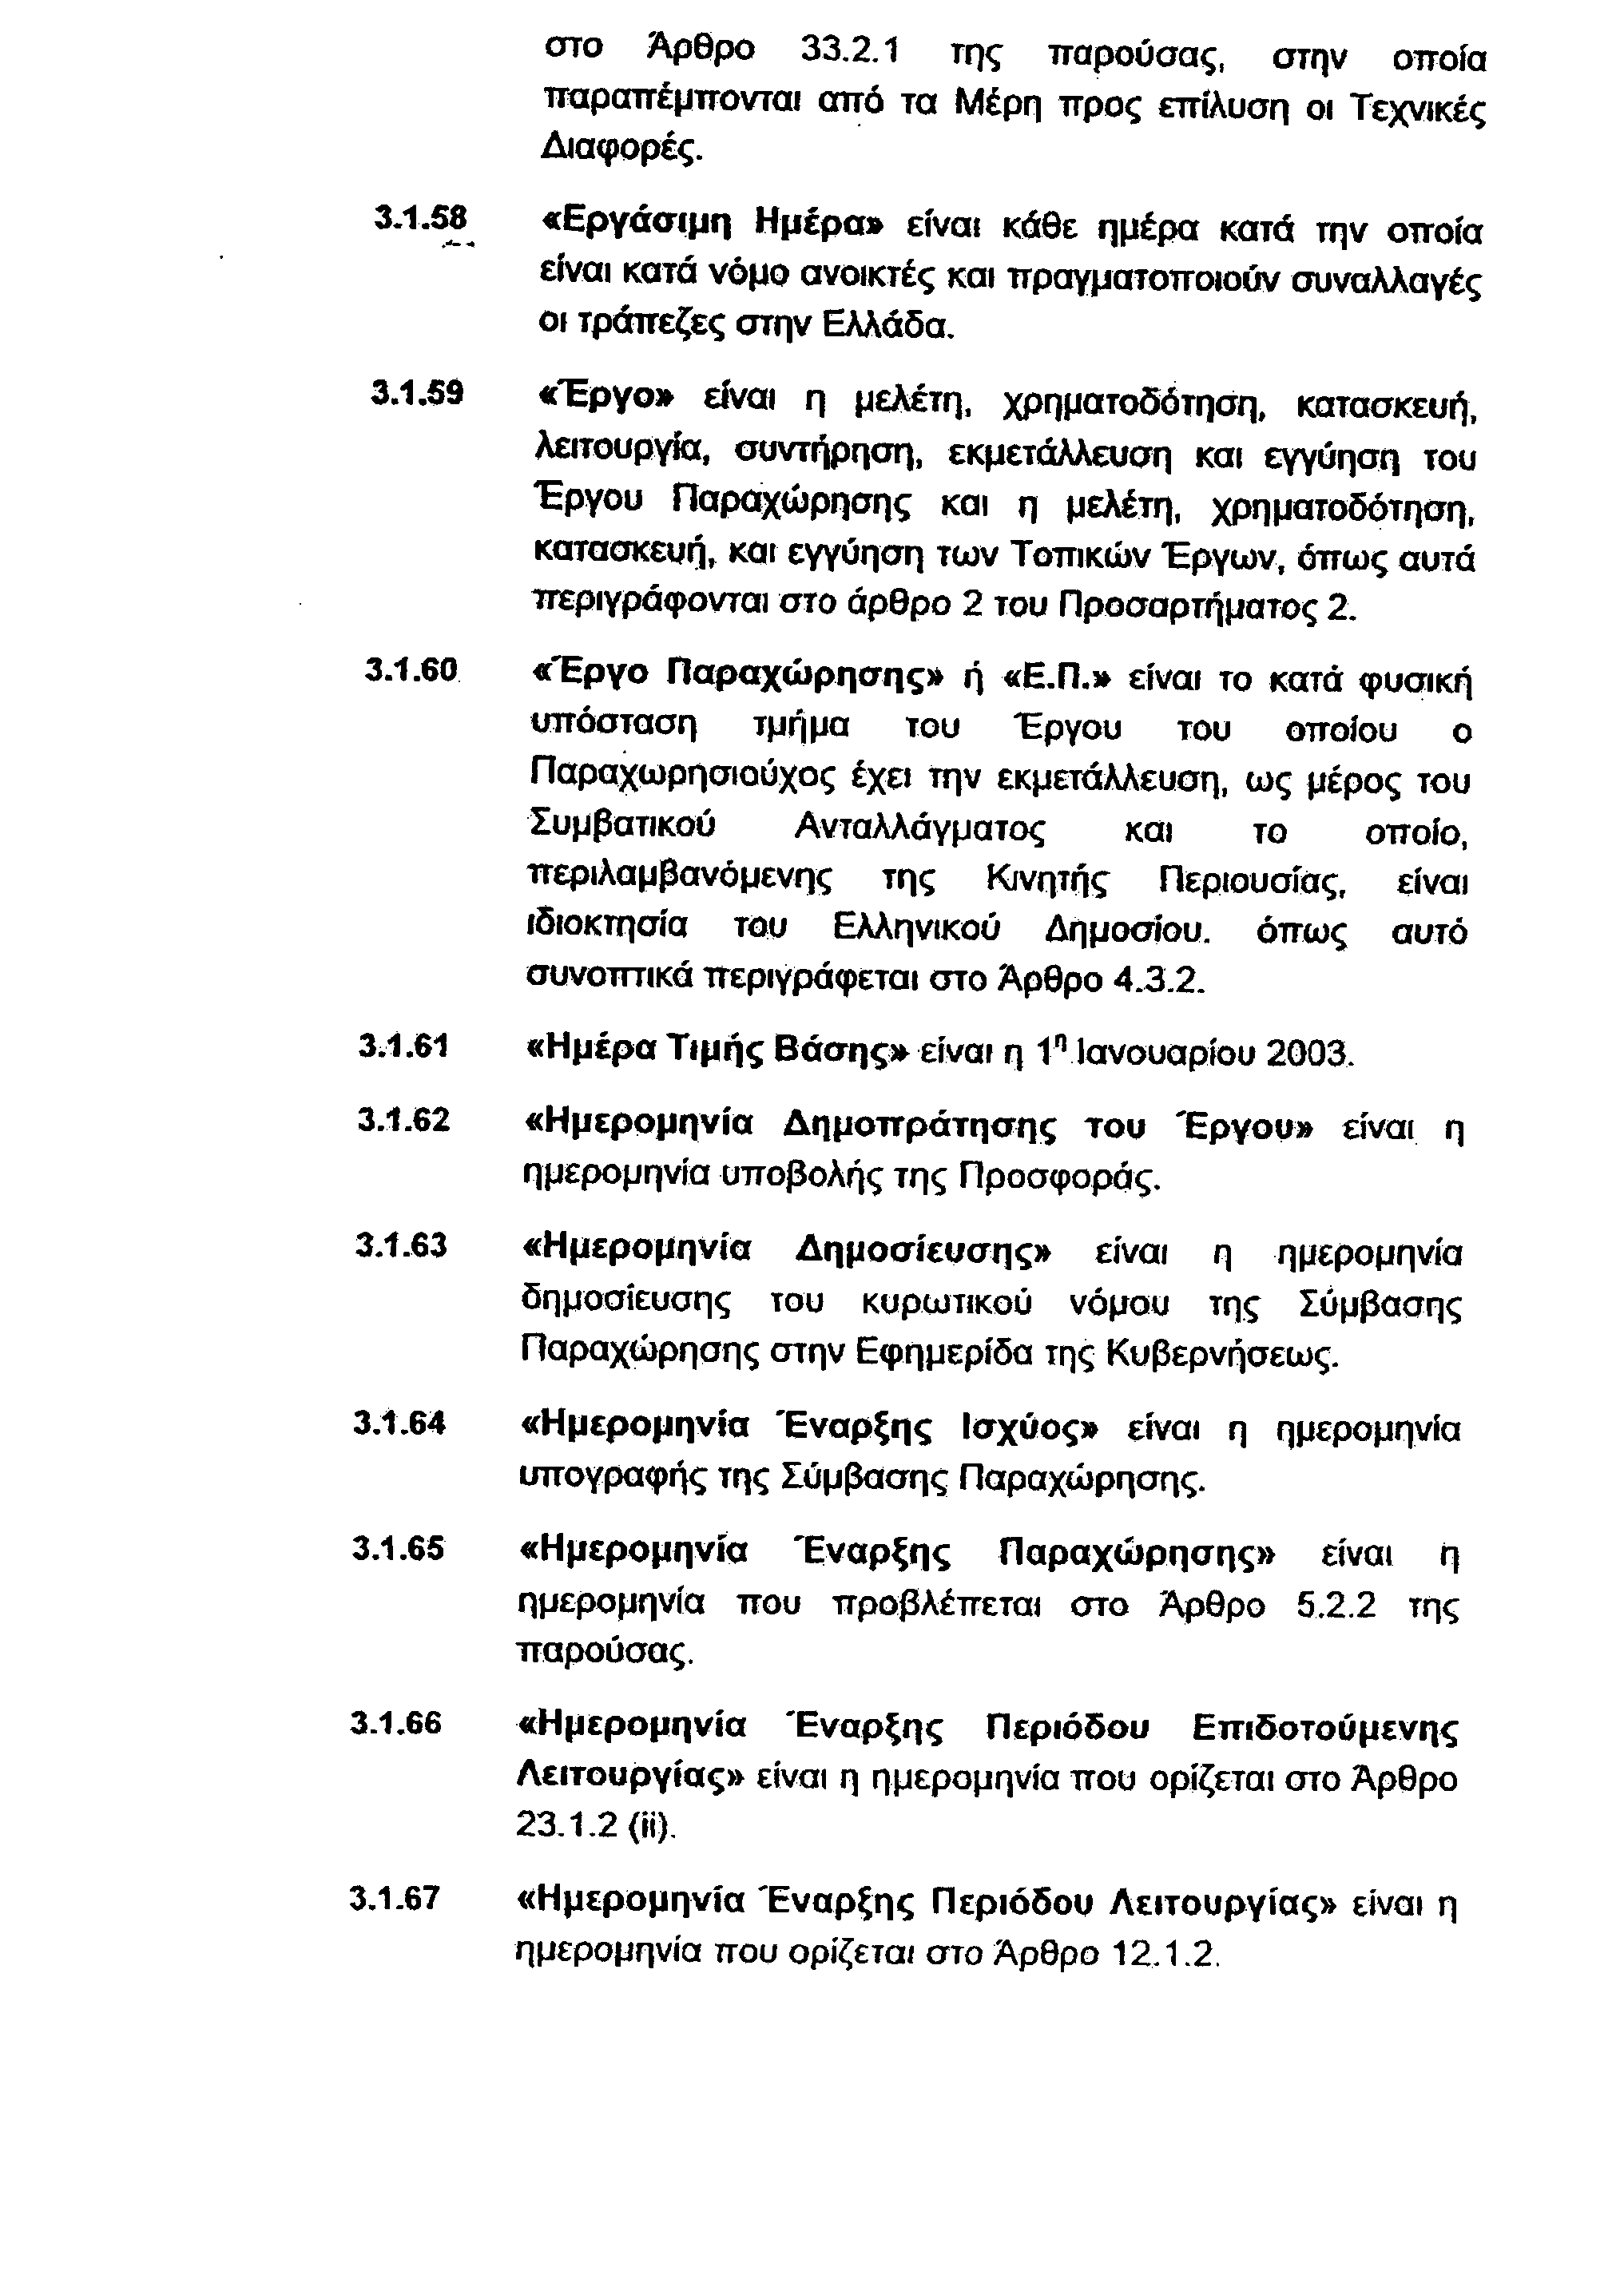 στο Άρθρο 33.2.1 της παρούσας, στην οποία
παραπέμπονται από τα Μέρη προς επίλυση οι Τεχνικές
Διαφορές.
3.1.58 «Εργάσιμη Ημέρα» είναι κάθε ημέρα κατά την οποία
είναι κατά νόμο ανοικτές και πραγματοποιούν συναλλαγές
οι τράπεζες στην Ελλάδα.
3.1.59 «Έργο» είναι η μελέτη, χρηματοδότηση, κατασκευή,
λειτουργία, συντήρηση, εκμετάλλευση και εγγύηση του
Έργου Παραχώρησης και η μελέτη, χρηματοδότηση,
κατασκευή, και εγγύηση των Τοπικών Έργων, όπως αυτά
περιγράφονται στο άρθρο 2 του Προσαρτήματος 2.
3.1.60 «Έργο Παραχώρησης» ή «Ε.Π.» είναι το κατά φυσική
υπόσταση τμήμα του Έργου του οποίου ο
Παραχωρησιούχος έχει την εκμετάλλευση, ως μέρος του
Συμβατικού Ανταλλάγματος και το οποίο,
περιλαμβανόμενης της Κινητής Περιουσίας, είναι
ιδιοκτησία του Ελληνικού Δημοσίου. όπως αυτό
συνοπτικά περιγράφεται στο Άρθρο 4.3.2.
3.1.61 «Ημέρα Τιμής Βάσης» είναι η 1η Ιανουαρίου 2003.
3.1.62 «Ημερομηνία Δημοπράτησης του Έργου» είναι η
ημερομηνία υποβολής της Προσφοράς.
3.1.63 «Ημερομηνία Δημοσίευσης» είναι η ημερομηνία
δημοσίευσης του κυρωτικού νόμου της Σύμβασης
Παραχώρησης στην Εφημερίδα της Κυβερνήσεως.
3.1.64 «Ημερομηνία Έναρξης Ισχύος» είναι η ημερομηνία
υπογραφής της Σύμβασης Παραχώρησης.
3.1.65 «Ημερομηνία Έναρξης Παραχώρησης» είναι η
ημερομηνία που προβλέπεται στο Άρθρο 5.2.2 της
παρούσας.
3.1.66 «Ημερομηνία Έναρξης Περιόδου Επιδοτούμενης
Λειτουργίας» είναι η ημερομηνία που ορίζεται στο Άρθρο
23.1.2 (ii).
3.1.67 «Ημερομηνία Έναρξης Περιόδου Λειτουργίας» είναι η
ημερομηνία που ορίζεται στο Άρθρο 12.1.2.